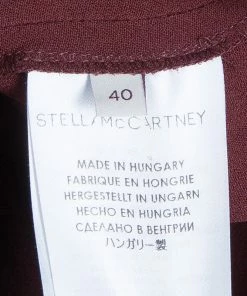 40
STELLA McCARTNEY
MADE IN HUNGARY
FABRIQUE EN HONGRIE
HERGESTELLT IN UNGARN
HECHO EN HUNGRIA
СДЕЛАНО В ВЕНГРИИ
ハンガリー製